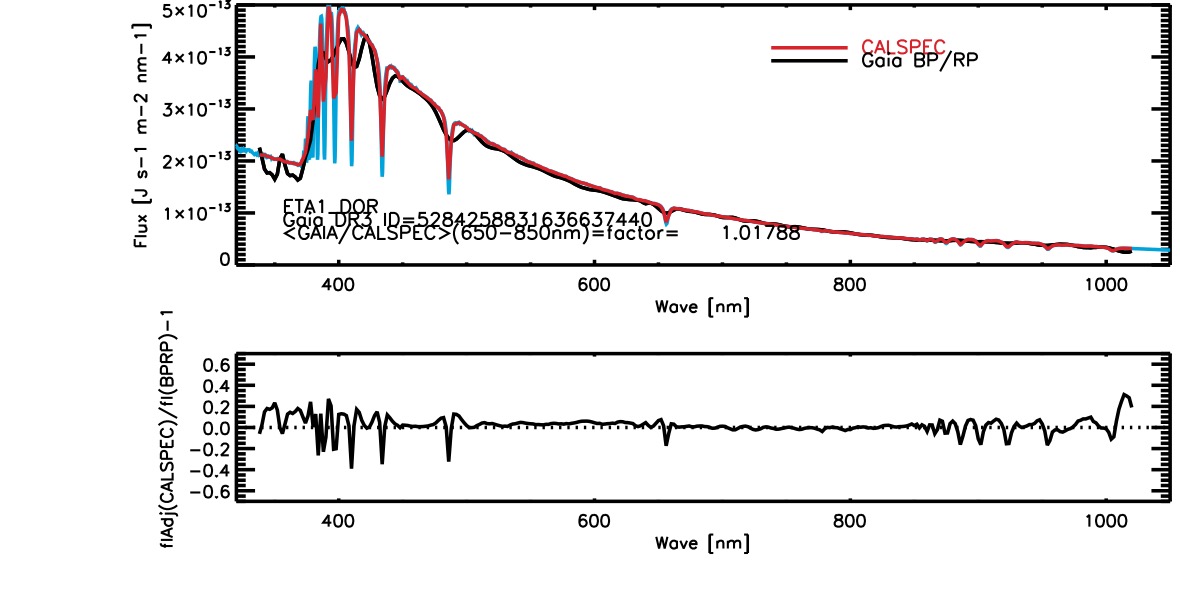 5×10−13
4×10−13
3×10−13
2×10−13
1×10−13
0
Flux [J s−1 m−2 nm−1]
CALSPEC
Gaia BP/RP
ETA1 DOR
Gaia DR3 ID=5284258831636637440
<GAIA/CALSPEC>(650−850nm)=factor= 1.01788
400 600 800 1000
Wave [nm]
flAdj(CALSPEC)/fl(BPRP)−1
0.6
0.4
0.2
0.0
−0.2
−0.4
−0.6
400 600 800 1000
Wave [nm]